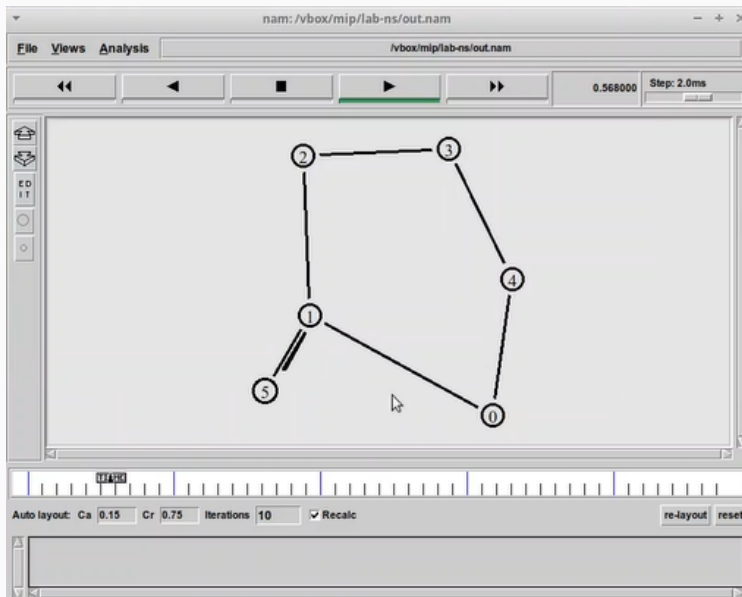 nam: /vbox/mip/lab-ns/out.nam
File Views Analysis /vbox/mip/lab-ns/out.nam
0.568000 Step: 2.0ms
ED
IT
2 3
4
1
5
0
TIME
Auto layout: Ca 0.15 Cr 0.75 Iterations 10 Recalc re-layout reset